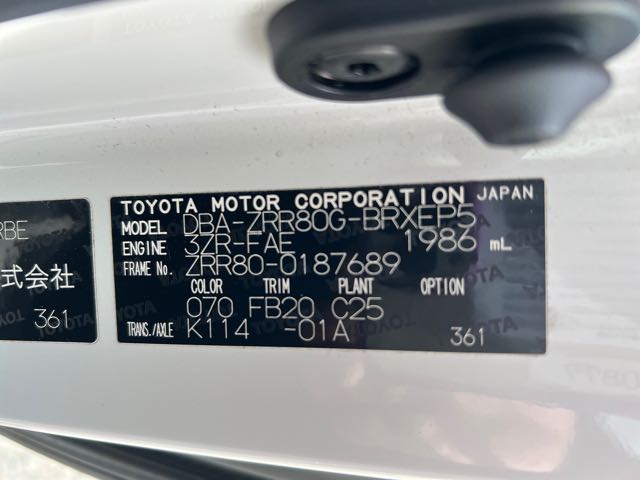 RBE
式会社
361
TOYOTA MOTOR CORPORATION JAPAN
MODEL DBA-ZRR80G-BRXEP5
ENGINE 3ZR-FAE 1986 mL
FRAME No. ZRR80-0187689
COLOR TRIM PLANT OPTION
070 FB20 C25
TRANS./AXLE K114 -01A 361